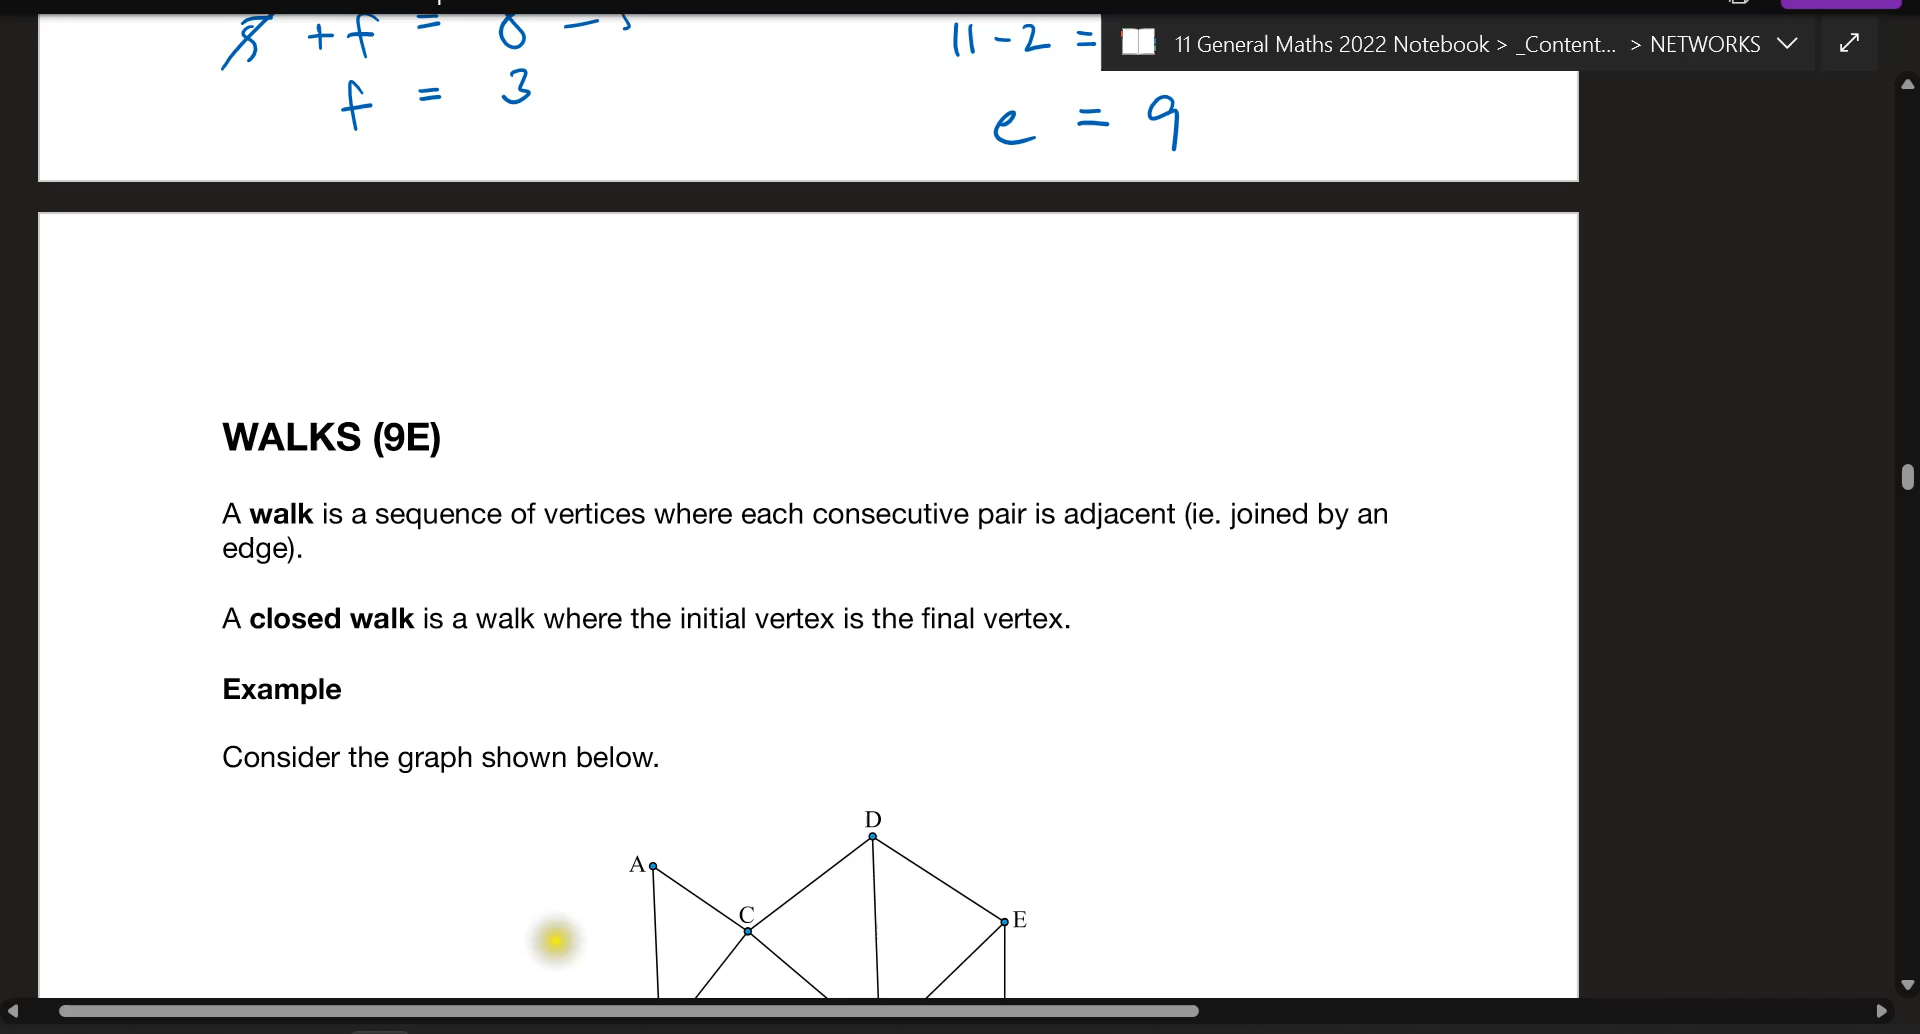 11 General Maths 2022 Notebook > _Content... > NETWORKS
+ f = 8 -
11 - 2 =
f = 3
e = 9
WALKS (9E)
A walk is a sequence of vertices where each consecutive pair is adjacent (ie. joined by an
edge).
A closed walk is a walk where the initial vertex is the final vertex.
Example
Consider the graph shown below.
D
A
C
E